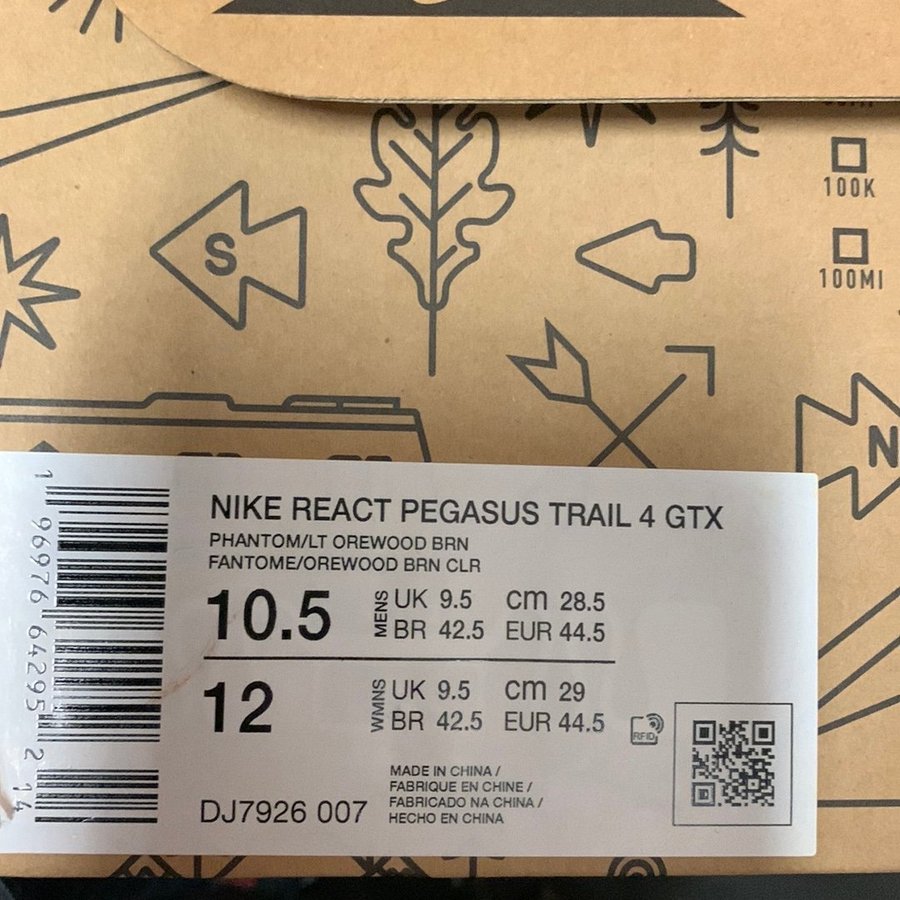 100K
100MI
S
N
NIKE REACT PEGASUS TRAIL 4 GTX
PHANTOM/LT OREWOOD BRN
FANTOME/OREWOOD BRN CLR
10.5 MENS UK 9.5 cm 28.5
BR 42.5 EUR 44.5
12 WMNS UK 9.5 cm 29
BR 42.5 EUR 44.5
RFID
MADE IN CHINA /
FABRIQUE EN CHINE /
FABRICADO NA CHINA /
HECHO EN CHINA
DJ7926 007
1 96976 64295 2 14